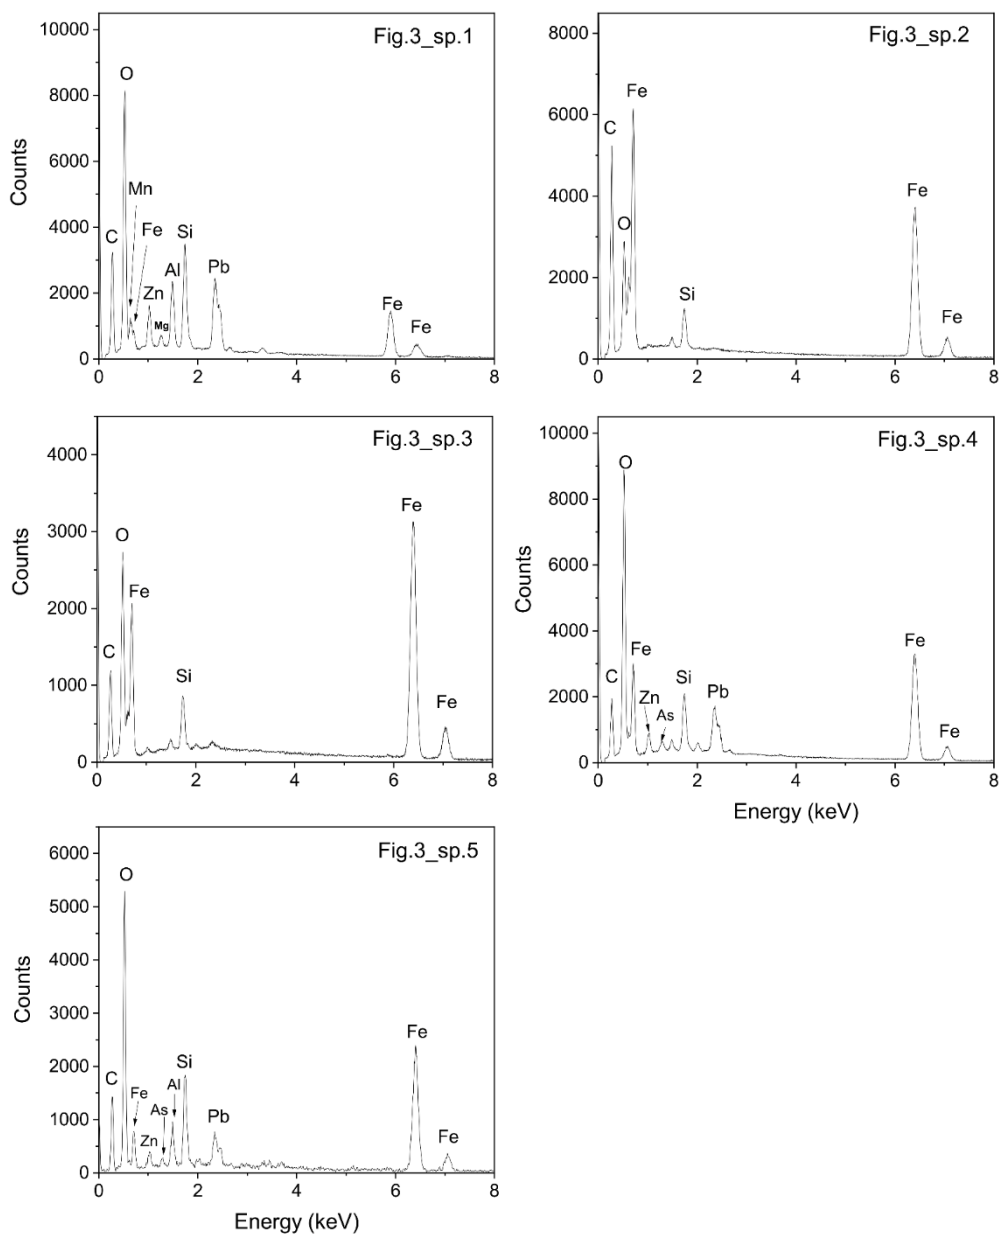 Fig.3_sp.1
10000
8000
6000
4000
2000
0
Counts
C
O
Mn
Fe
Zn
Mg
Al
Si
Pb
Fe
Fe
0 2 4 6 8
Fig.3_sp.2
8000
6000
4000
2000
0
Counts
C
O
Fe
Si
Fe
Fe
0 2 4 6 8
Fig.3_sp.3
4000
3000
2000
1000
0
Counts
C
O
Fe
Si
Fe
Fe
0 2 4 6 8
Fig.3_sp.4
10000
8000
6000
4000
2000
0
Counts
C
O
Fe
Zn
As
Si
Pb
Fe
Fe
0 2 4 6 8
Energy (keV)
Fig.3_sp.5
6000
5000
4000
3000
2000
1000
0
Counts
C
O
Fe
Zn
As
Al
Si
Pb
Fe
Fe
0 2 4 6 8
Energy (keV)